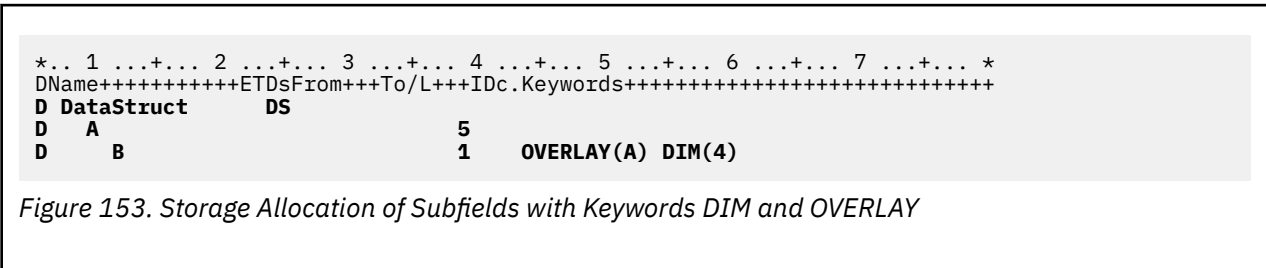 *.. 1 ...+... 2 ...+... 3 ...+... 4 ...+... 5 ...+... 6 ...+... 7 ...+... *
DName+++++++++++ETDsFrom+++To/L+++IDc.Keywords+++++++++++++++++++++++++++++
D DataStruct      DS
D   A                            5
D     B                          1    OVERLAY(A) DIM(4)
Figure 153. Storage Allocation of Subfields with Keywords DIM and OVERLAY